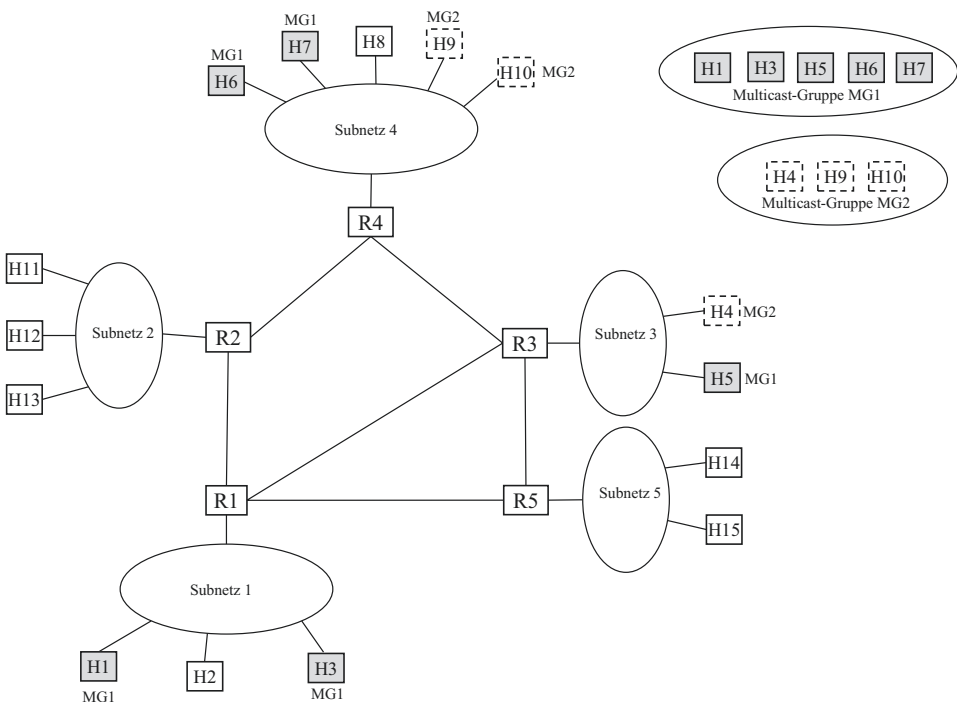 MG1
MG1
MG2
H6
H7
H8
H9
H10
MG2
Subnetz 4
R4
H1
H3
H5
H6
H7
Multicast-Gruppe MG1
H4
H9
H10
Multicast-Gruppe MG2
H11
H12
H13
Subnetz 2
R2
R3
Subnetz 3
H4
MG2
H5
MG1
R1
R5
Subnetz 5
H14
H15
Subnetz 1
H1
MG1
H2
H3
MG1